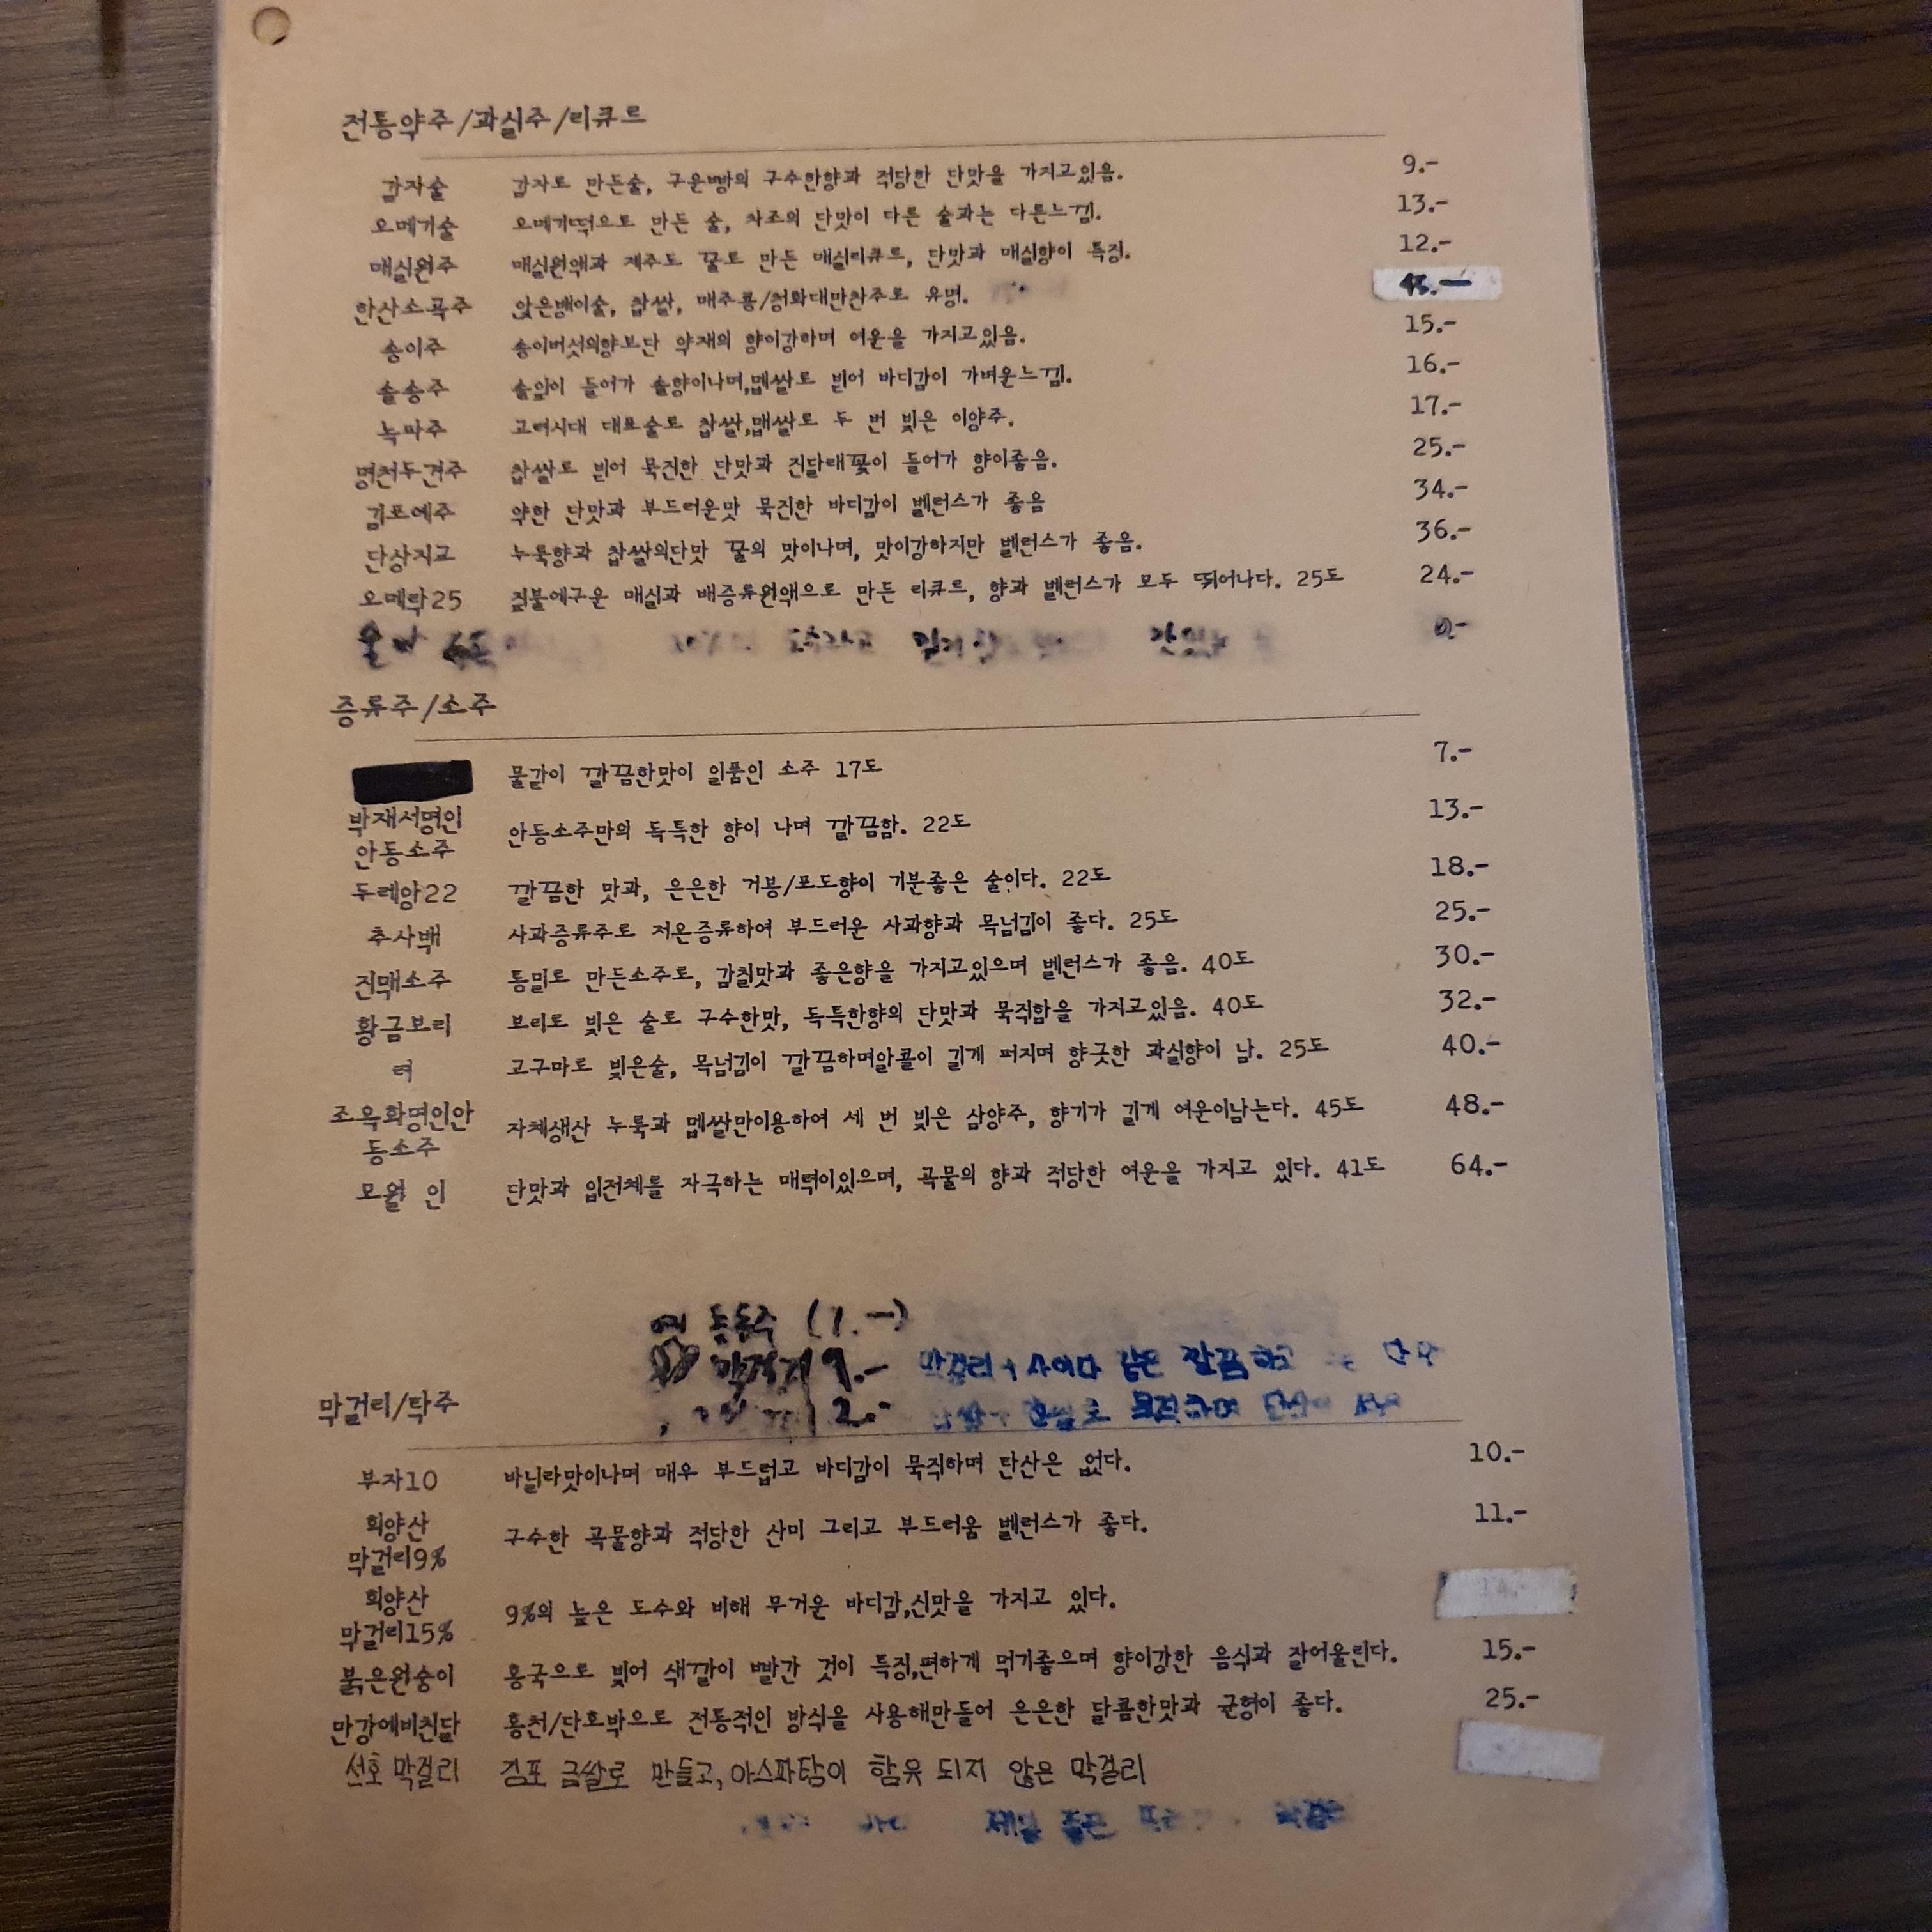 전통약주/과실주/리큐르
감자술 감자로 만든술, 구운빵의 구수한향과 적당한 단맛을 가지고있음. 9.-
오메기술 오메기떡으로 만든 술, 차조의 단맛이 다른 술과는 다른느낌. 13.-
매실원주 매실원액과 제주도 꿀로 만든 매실리큐르, 단맛과 매실향이 특징. 12.-
한산소곡주 앉은뱅이술, 찹쌀, 메주콩/청화대만찬주로 유명.
송이주 송이버섯의향보단 약재의 향이강하며 여운을 가지고있음. 15.-
솔송주 솔잎이 들어가 솔향이나며,멥쌀로 빋어 바디감이 가벼운느낌. 16.-
녹파주 고려시대 대표술로 찹쌀,맵쌀로 두 번 빚은 이양주. 17.-
면천두견주 찹쌀로 빋어 묵진한 단맛과 진달래꽃이 들어가 향이좋음. 25.-
김포예주 약한 단맛과 부드러운맛 묵진한 바디감이 벨런스가 좋음 34.-
단상지교 누룩향과 찹쌀의단맛 꿀의 맛이나며, 맛이강하지만 벨런스가 좋음. 36.-
오메락25 짚불에구운 매실과 배증류원액으로 만든 리큐르, 향과 벨런스가 모두 뛰어나다. 25도 24.-
증류주/소주
물같이 깔끔한맛이 일품인 소주 17도 7.-
박재서명인
안동소주 안동소주만의 독특한 향이 나며 깔끔함. 22도 13.-
두레앙22 깔끔한 맛과, 은은한 거봉/포도향이 기분좋은 술이다. 22도 18.-
추사백 사과증류주로 저온증류하여 부드러운 사과향과 목넘김이 좋다. 25도 25.-
진맥소주 통밀로 만든소주로, 감칠맛과 좋은향을 가지고있으며 벨런스가 좋음. 40도 30.-
황금보리 보리로 빚은 술로 구수한맛, 독특한향의 단맛과 묵직함을 가지고있음. 40도 32.-
려 고구마로 빚은술, 목넘김이 깔끔하며알콜이 길게 퍼지며 향긋한 과실향이 남. 25도 40.-
조옥화명인안
동소주 자체생산 누룩과 멥쌀만이용하여 세 번 빚은 삼양주, 향기가 길게 여운이남는다. 45도 48.-
모월 인 단맛과 입전체를 자극하는 매력이있으며, 곡물의 향과 적당한 여운을 가지고 있다. 41도 64.-
동동주
막걸리 9.- 막걸리 + 사이다 같은 깔끔하고
막걸리/탁주
부자10 바닐라맛이나며 매우 부드럽고 바디감이 묵직하며 탄산은 없다. 10.-
희양산
막걸리9% 구수한 곡물향과 적당한 산미 그리고 부드러움 벨런스가 좋다. 11.-
희양산
막걸리15% 9%의 높은 도수와 비해 무거운 바디감,신맛을 가지고 있다.
붉은원숭이 홍국으로 빚어 색깔이 빨간 것이 특징,편하게 먹기좋으며 향이강한 음식과 잘어울린다. 15.-
만강에비친달 홍천/단호박으로 전통적인 방식을 사용해만들어 은은한 달콤한맛과 균형이 좋다. 25.-
선호 막걸리 김포 금쌀로 만들고, 아스파탐이 함유 되지 않은 막걸리
제일 좋은